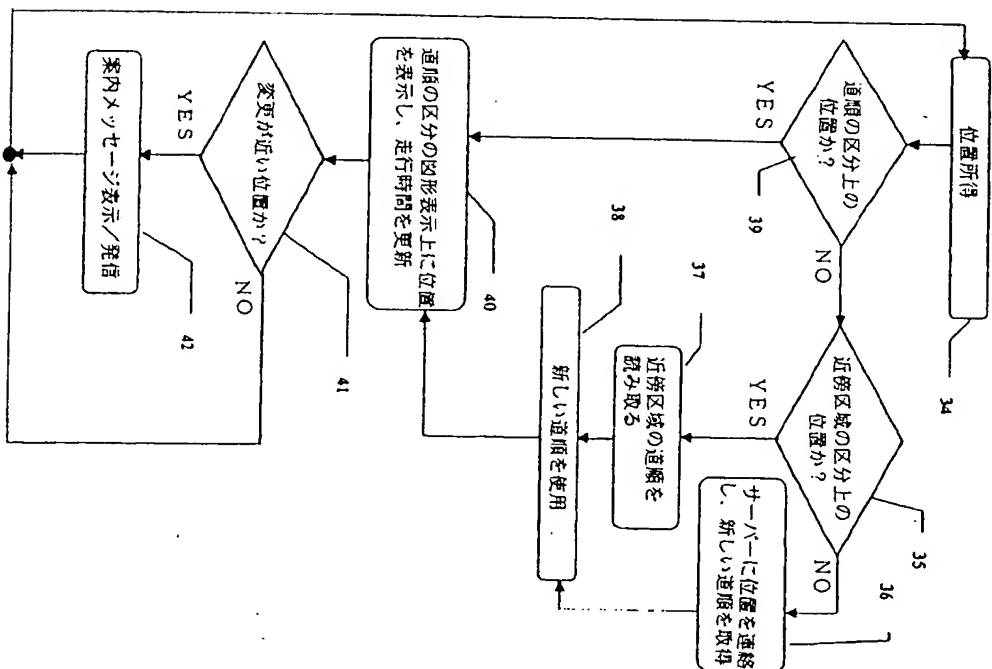 位置所得
34
道順の区分上の
位置か？
39
YES
NO
近傍区域の区分上の
位置か？
35
YES
NO
サーバーに位置を連絡
し、新しい道順を取得
36
近傍区域の道順を
読み取る
37
新しい道順を使用
38
道順の区分の図形表示上に位置
を表示し、走行時間を更新
40
変更が近い位置か？
41
YES
NO
案内メッセージ表示／発信
42